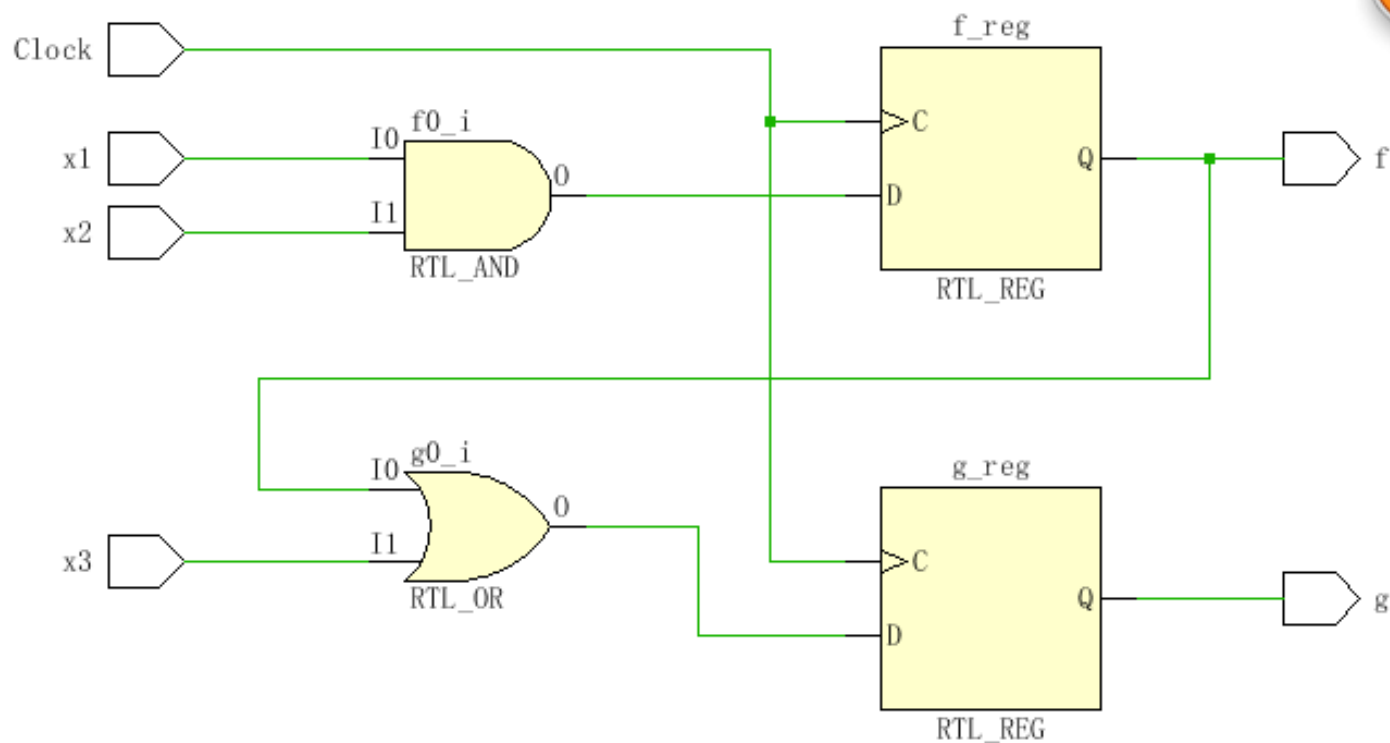 f_reg
Clock
C
f0_i
I0
x1
O
Q
f
D
I1
x2
RTL_AND
RTL_REG
g0_i
I0
g_reg
O
I1
x3
C
RTL_OR
Q
g
D
RTL_REG